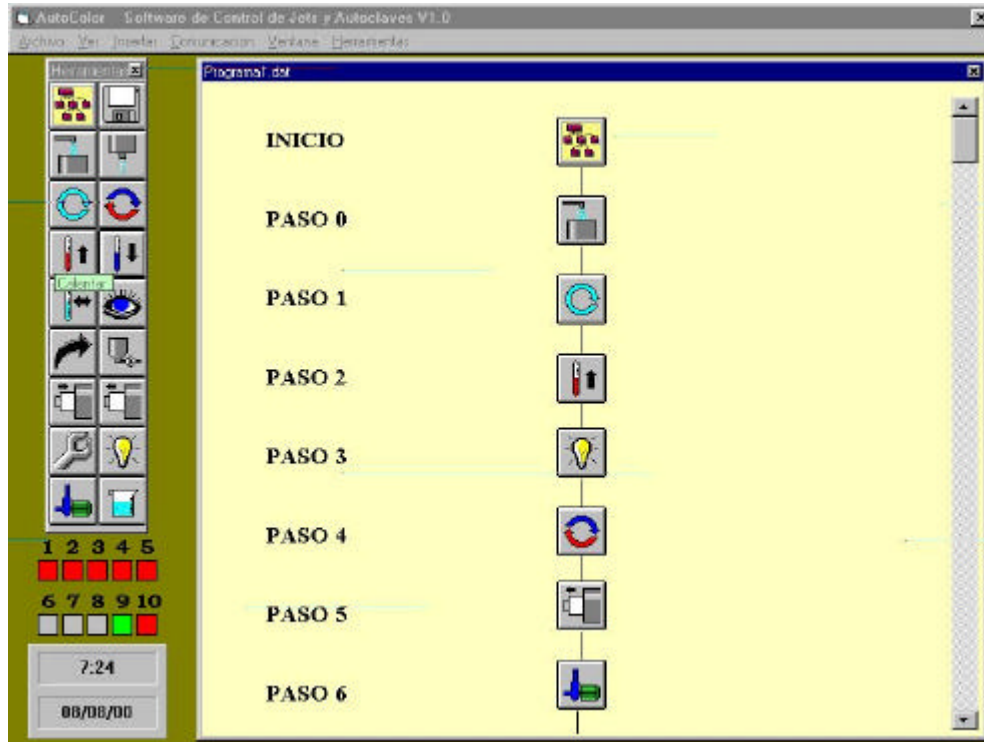 AutoColor Software de Control de Jets y Autoclaves V1.0
Archivo Ver Insertar Comunicacion Ventana Herramientas
Herramientas
Programa1.dat
INICIO
PASO 0
PASO 1
Calentar
PASO 2
PASO 3
PASO 4
1 2 3 4 5
PASO 5
6 7 8 9 10
7:24
PASO 6
08/08/00